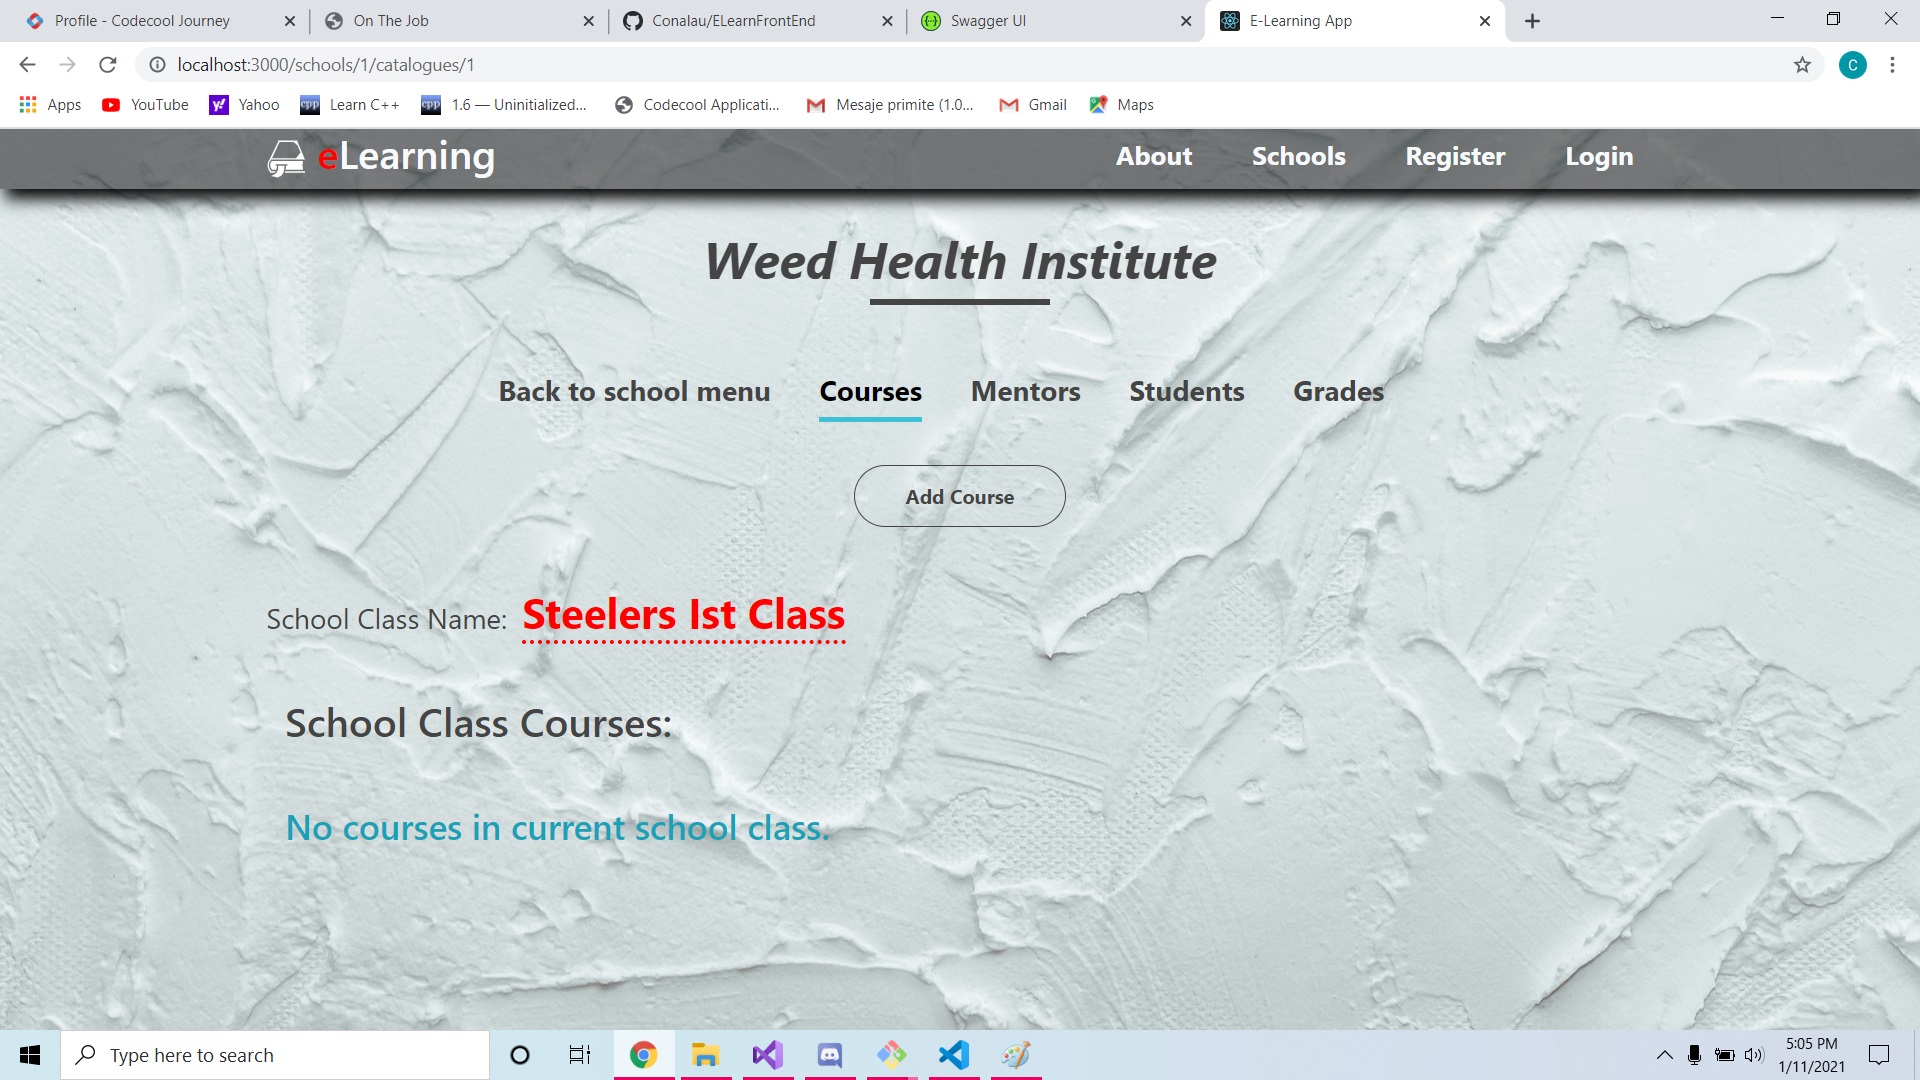 Profile - Codecool Journey
On The Job
Conalau/ELearnFrontEnd
Swagger UI
E-Learning App
localhost:3000/schools/1/catalogues/1
C
Apps
YouTube
Yahoo
Learn C++
1.6 — Uninitialized...
Codecool Applicati...
Mesaje primite (1.0...
Gmail
Maps
eLearning
About
Schools
Register
Login
Weed Health Institute
Back to school menu
Courses
Mentors
Students
Grades
Add Course
School Class Name: Steelers Ist Class
School Class Courses:
No courses in current school class.
Type here to search
5:05 PM
1/11/2021